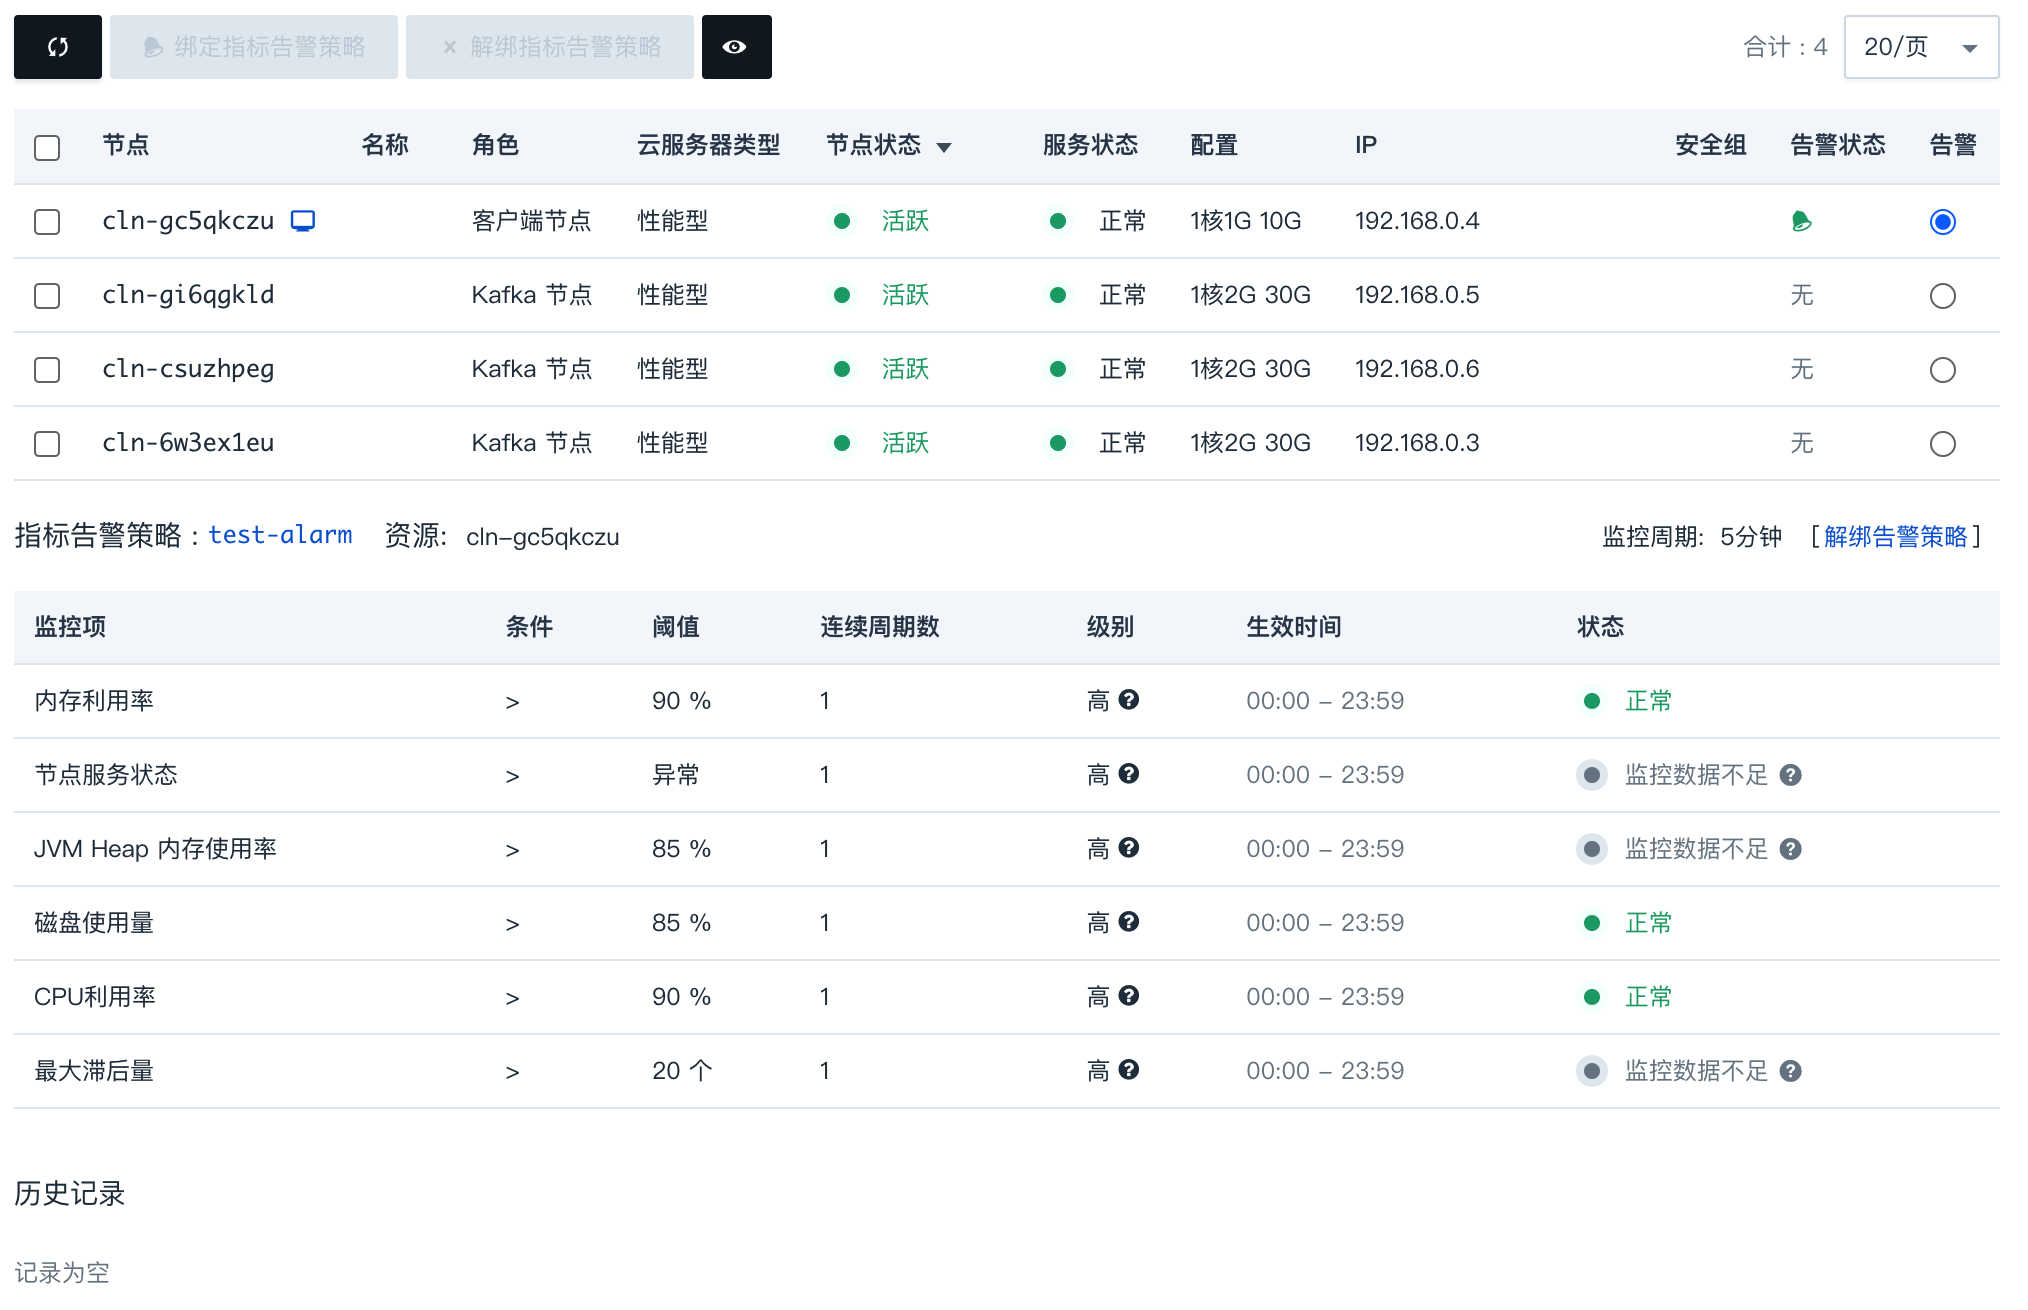 绑定指标告警策略 × 解绑指标告警策略 合计：4 20/页
节点 名称 角色 云服务器类型 节点状态 服务状态 配置 IP 安全组 告警状态 告警
cln-gc5qkczu 客户端节点 性能型 活跃 正常 1核1G 10G 192.168.0.4
cln-gi6qgkld Kafka 节点 性能型 活跃 正常 1核2G 30G 192.168.0.5 无
cln-csuzhpeg Kafka 节点 性能型 活跃 正常 1核2G 30G 192.168.0.6 无
cln-6w3ex1eu Kafka 节点 性能型 活跃 正常 1核2G 30G 192.168.0.3 无
指标告警策略：test-alarm 资源: cln-gc5qkczu 监控周期: 5分钟 [解绑告警策略]
监控项 条件 阈值 连续周期数 级别 生效时间 状态
内存利用率 > 90 % 1 高 ? 00:00 – 23:59 正常
节点服务状态 > 异常 1 高 ? 00:00 – 23:59 监控数据不足 ?
JVM Heap 内存使用率 > 85 % 1 高 ? 00:00 – 23:59 监控数据不足 ?
磁盘使用量 > 85 % 1 高 ? 00:00 – 23:59 正常
CPU利用率 > 90 % 1 高 ? 00:00 – 23:59 正常
最大滞后量 > 20 个 1 高 ? 00:00 – 23:59 监控数据不足 ?
历史记录
记录为空